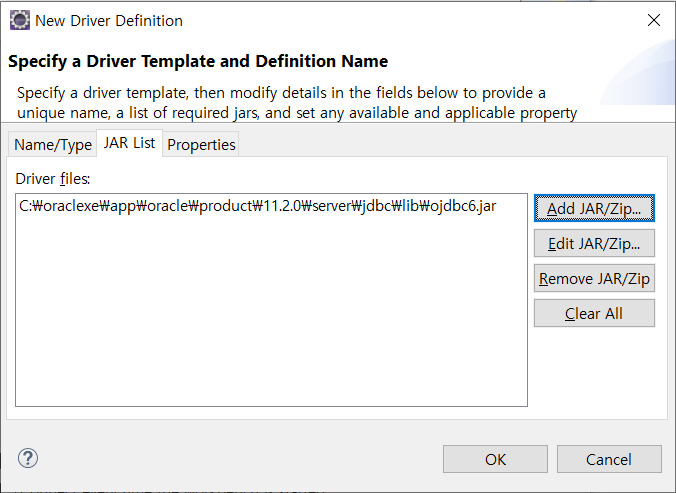 New Driver Definition
Specify a Driver Template and Definition Name
Specify a driver template, then modify details in the fields below to provide a
unique name, a list of required jars, and set any available and applicable property
Name/Type JAR List Properties
Driver files:
C:₩oraclexe₩app₩oracle₩product₩11.2.0₩server₩jdbc₩lib₩ojdbc6.jar
Add JAR/Zip...
Edit JAR/Zip...
Remove JAR/Zip
Clear All
?
OK Cancel